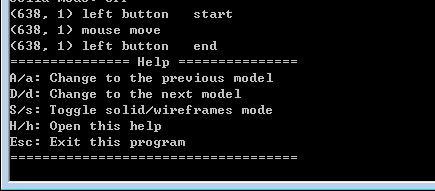 (638, 1) left button   start
(638, 1) mouse move
(638, 1) left button   end
=============== Help ===============
A/a: Change to the previous model
D/d: Change to the next model
S/s: Toggle solid/wireframes mode
H/h: Open this help
Esc: Exit this program
====================================